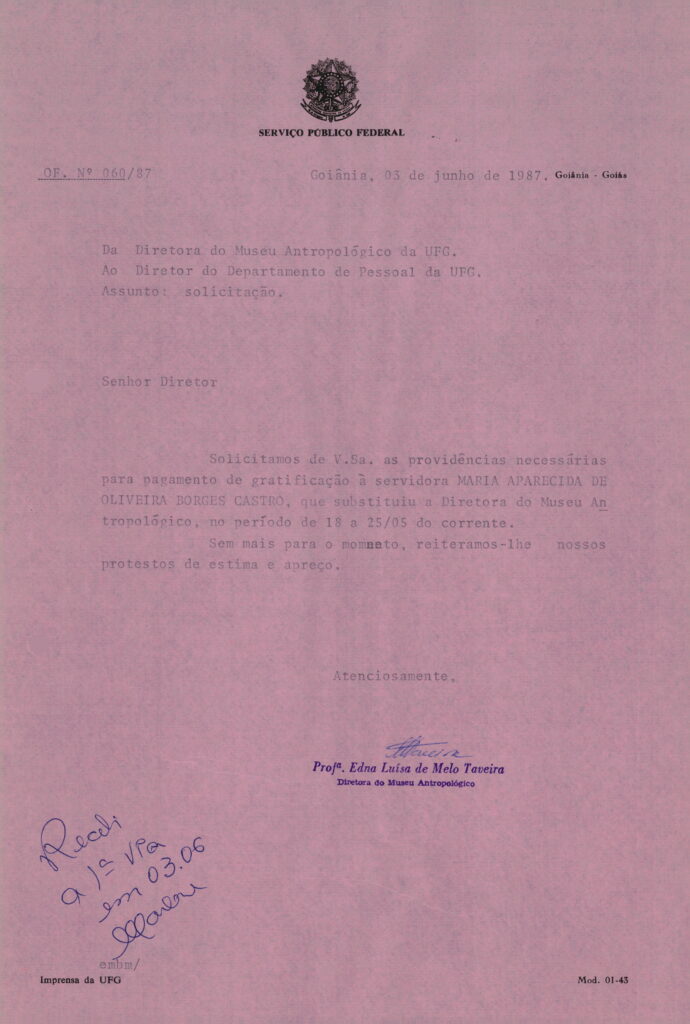 SERVIÇO PÚBLICO FEDERAL
OF. Nº 060/87 Goiânia, 03 de junho de 1987. Goiânia - Goiás
Da Diretora do Museu Antropológico da UFG.
Ao Diretor do Departamento de Pessoal da UFG.
Assunto: solicitação.
Senhor Diretor
Solicitamos de V.Sa. as providências necessárias
para pagamento de gratificação à servidora MARIA APARECIDA DE
OLIVEIRA BORGES CASTRO, que substituiu a Diretora do Museu An
tropológico, no período de 18 a 25/05 do corrente.
Sem mais para o momneto, reiteramos-lhe nossos
protestos de estima e apreço.
Atenciosamente,
Profª. Edna Luísa de Melo Taveira
Diretora do Museu Antropológico
Recebi
a 1ª via
em 03.06
embm/
Imprensa da UFG Mod. 01-43